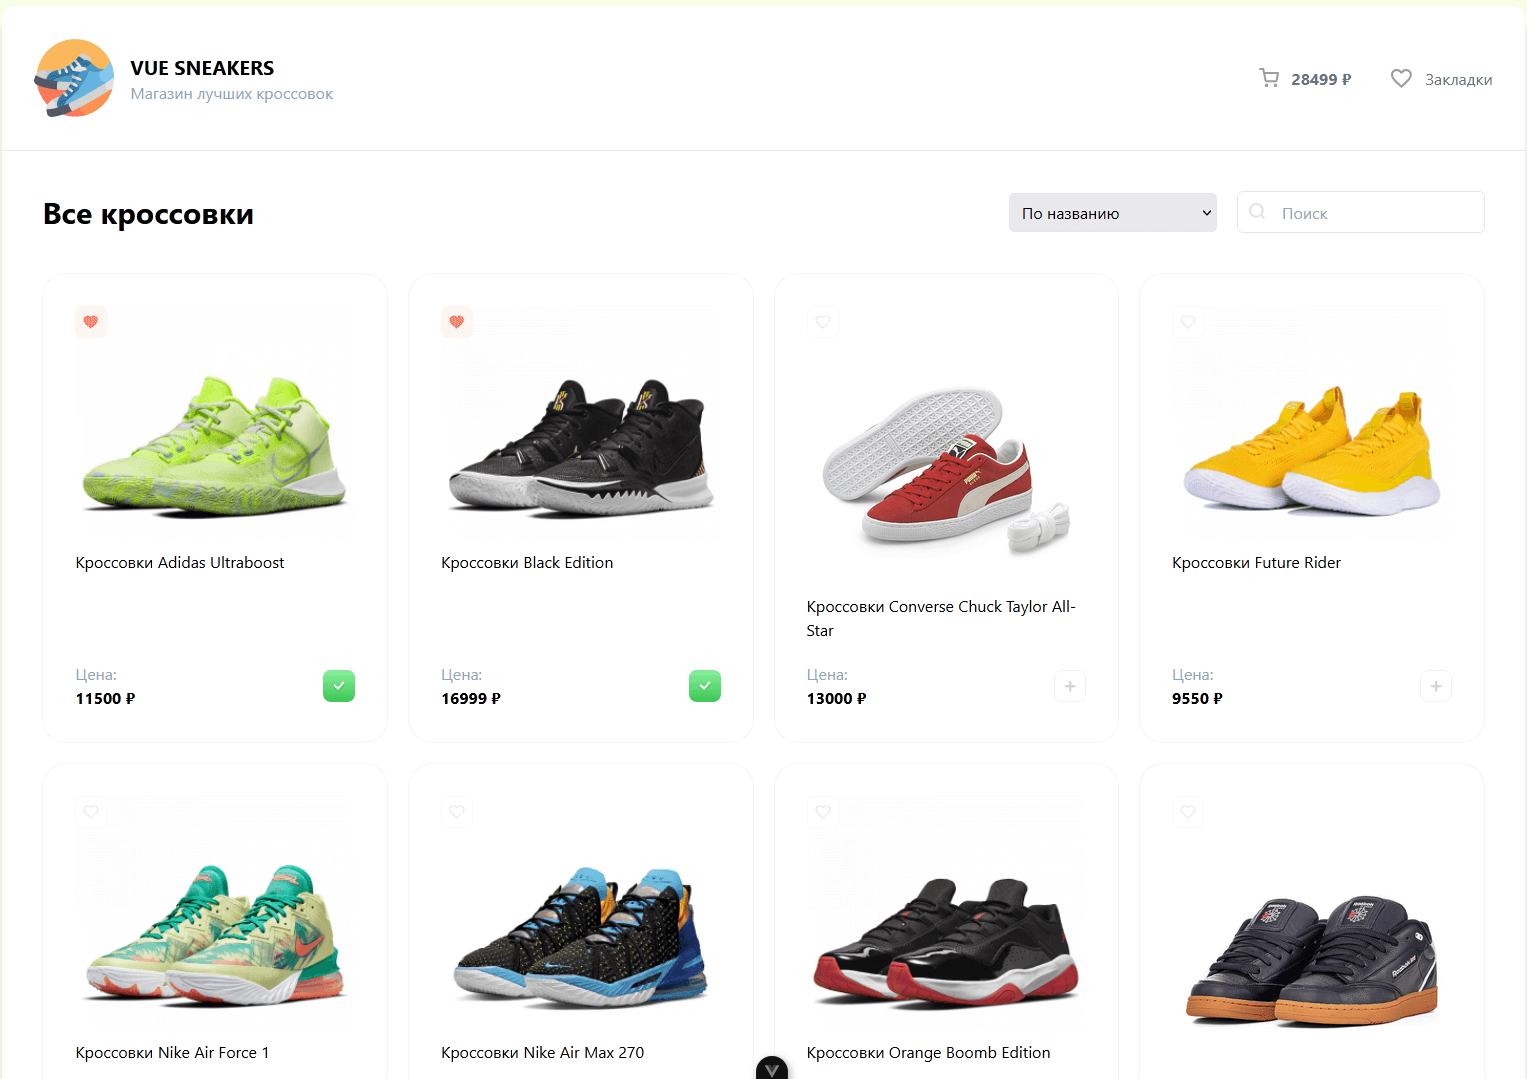 VUE SNEAKERS
Магазин лучших кроссовок
28499 ₽
Закладки
Все кроссовки
По названию
Поиск
Кроссовки Adidas Ultraboost
Цена:
11500 ₽
Кроссовки Black Edition
Цена:
16999 ₽
Кроссовки Converse Chuck Taylor All-
Star
Цена:
13000 ₽
Кроссовки Future Rider
Цена:
9550 ₽
Кроссовки Nike Air Force 1
Кроссовки Nike Air Max 270
Кроссовки Orange Boomb Edition